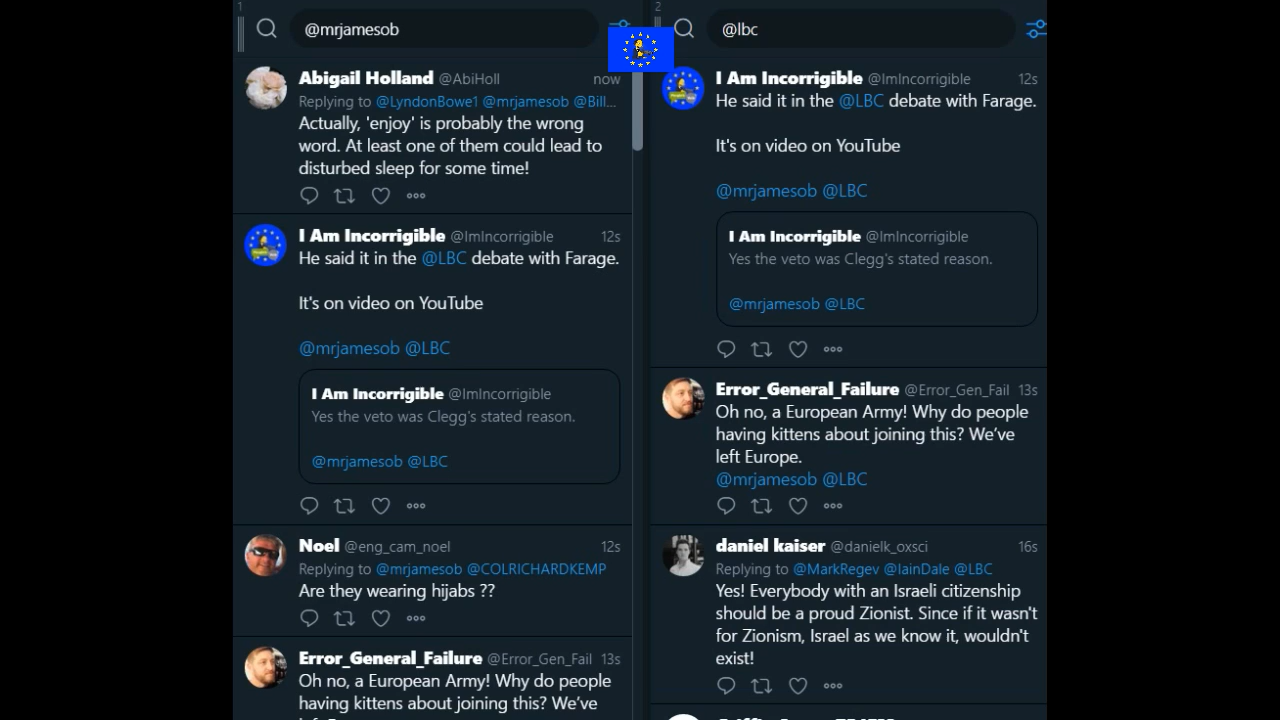 1
@mrjamesob
Abigail Holland @AbiHoll now
Replying to @LyndonBowe1 @mrjamesob @Bill...
Actually, 'enjoy' is probably the wrong
word. At least one of them could lead to
disturbed sleep for some time!
I Am Incorrigible @ImIncorrigible 12s
He said it in the @LBC debate with Farage.
It's on video on YouTube
@mrjamesob @LBC
I Am Incorrigible @ImIncorrigible
Yes the veto was Clegg's stated reason.
@mrjamesob @LBC
Noel @eng_cam_noel 12s
Replying to @mrjamesob @COLRICHARDKEMP
Are they wearing hijabs ??
Error_General_Failure @Error_Gen_Fail 13s
Oh no, a European Army! Why do people
having kittens about joining this? We've
2
@lbc
I Am Incorrigible @ImIncorrigible 12s
He said it in the @LBC debate with Farage.
It's on video on YouTube
@mrjamesob @LBC
I Am Incorrigible @ImIncorrigible
Yes the veto was Clegg's stated reason.
@mrjamesob @LBC
Error_General_Failure @Error_Gen_Fail 13s
Oh no, a European Army! Why do people
having kittens about joining this? We've
left Europe.
@mrjamesob @LBC
daniel kaiser @danielk_oxsci 16s
Replying to @MarkRegev @IainDale @LBC
Yes! Everybody with an Israeli citizenship
should be a proud Zionist. Since if it wasn't
for Zionism, Israel as we know it, wouldn't
exist!